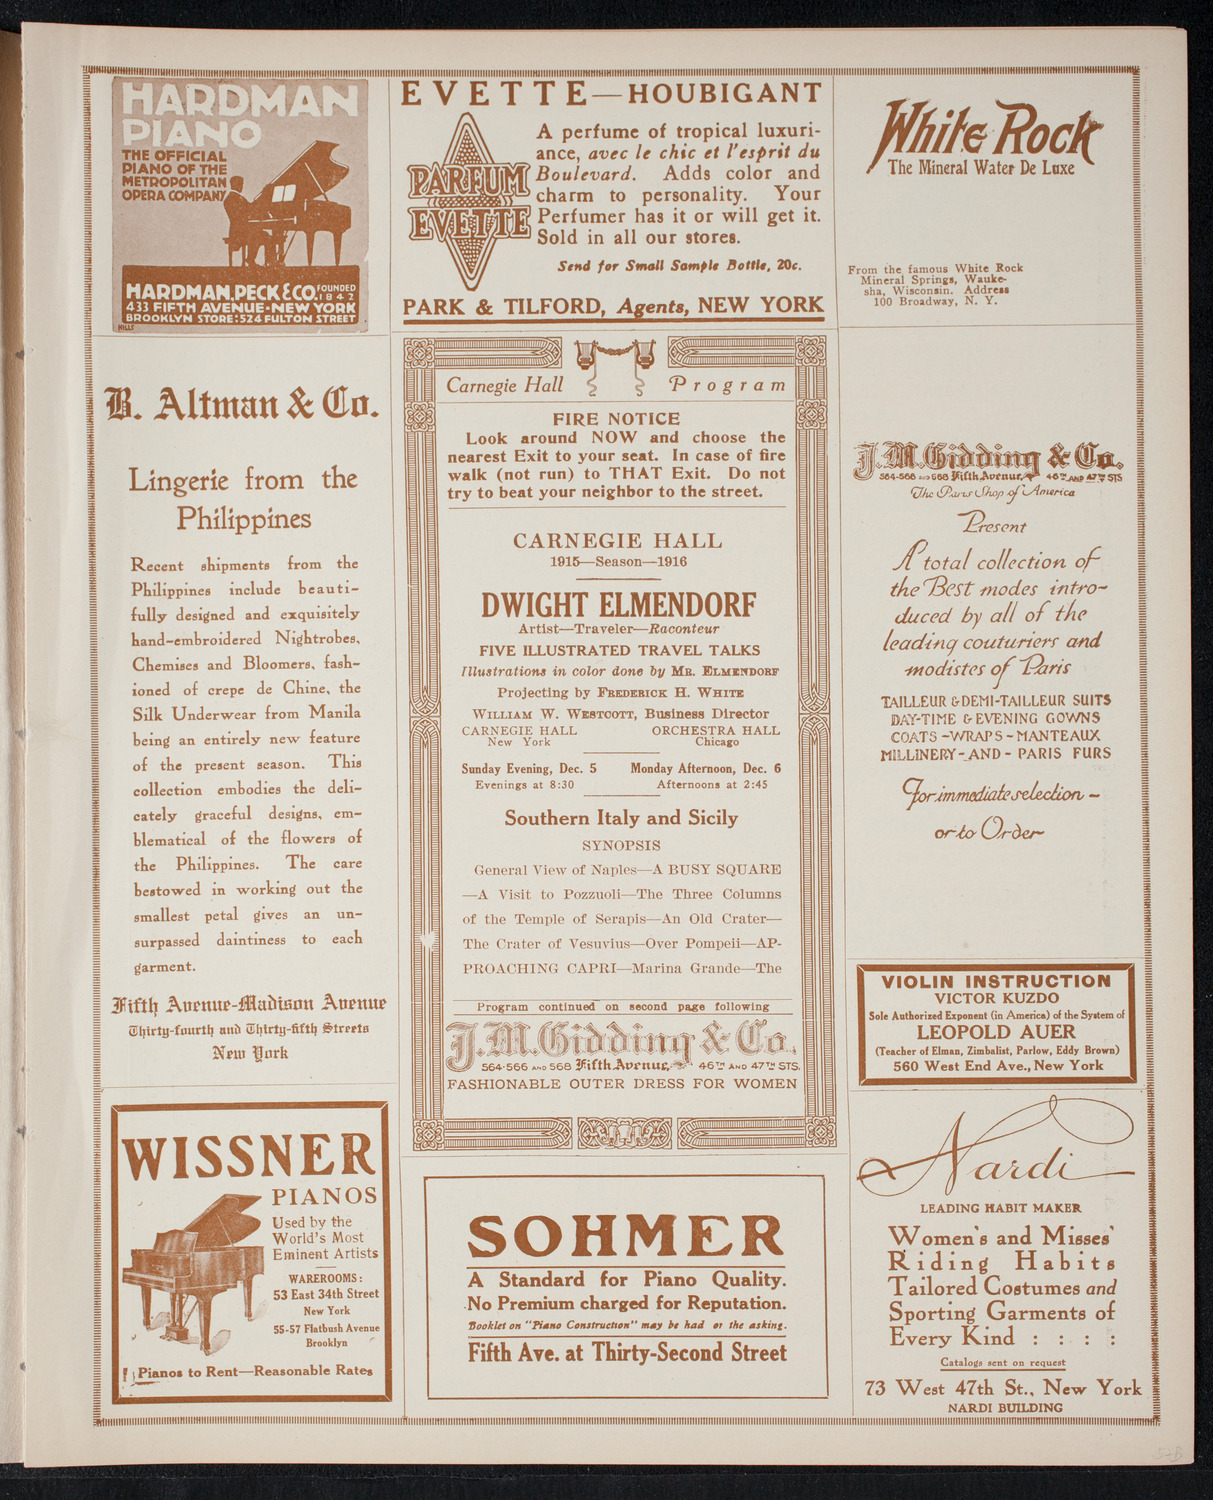 HARDMAN
PIANO
THE OFFICIAL
PIANO OF THE
METROPOLITAN
OPERA COMPANY
HARDMAN, PECK & CO. FOUNDED 1842
433 FIFTH AVENUE-NEW YORK
BROOKLYN STORE: 524 FULTON STREET
HILLS
B. Altman & Co.
Lingerie from the
Philippines
Recent shipments from the
Philippines include beauti-
fully designed and exquisitely
hand-embroidered Nightrobes,
Chemises and Bloomers, fash-
ioned of crepe de Chine, the
Silk Underwear from Manila
being an entirely new feature
of the present season. This
collection embodies the deli-
cately graceful designs, em-
blematical of the flowers of
the Philippines. The care
bestowed in working out the
smallest petal gives an un-
surpassed daintiness to each
garment.
Fifth Avenue-Madison Avenue
Thirty-fourth and Thirty-fifth Streets
New York
WISSNER
PIANOS
Used by the
World's Most
Eminent Artists
WAREROOMS:
53 East 34th Street
New York
55-57 Flatbush Avenue
Brooklyn
Pianos to Rent—Reasonable Rates
EVETTE—HOUBIGANT
PARFUM
EVETTE
A perfume of tropical luxuri-
ance, avec le chic et l'esprit du
Boulevard. Adds color and
charm to personality. Your
Perfumer has it or will get it.
Sold in all our stores.
Send for Small Sample Bottle, 20c.
PARK & TILFORD, Agents, NEW YORK
Carnegie Hall Program
FIRE NOTICE
Look around NOW and choose the
nearest Exit to your seat. In case of fire
walk (not run) to THAT Exit. Do not
try to beat your neighbor to the street.
CARNEGIE HALL
1915—Season—1916
DWIGHT ELMENDORF
Artist—Traveler—Raconteur
FIVE ILLUSTRATED TRAVEL TALKS
Illustrations in color done by MR. ELMENDORF
Projecting by FREDERICK H. WHITE
WILLIAM W. WESTCOTT, Business Director
CARNEGIE HALL ORCHESTRA HALL
New York Chicago
Sunday Evening, Dec. 5 Monday Afternoon, Dec. 6
Evenings at 8:30 Afternoons at 2:45
Southern Italy and Sicily
SYNOPSIS
General View of Naples—A BUSY SQUARE
—A Visit to Pozzuoli—The Three Columns
of the Temple of Serapis—An Old Crater—
The Crater of Vesuvius—Over Pompeii—AP-
PROACHING CAPRI—Marina Grande—The
Program continued on second page following
J.M. Gidding & Co.
564-566 AND 568 Fifth Avenue, 46TH AND 47TH STS.
FASHIONABLE OUTER DRESS FOR WOMEN
SOHMER
A Standard for Piano Quality.
No Premium charged for Reputation.
Booklet on "Piano Construction" may be had or the asking.
Fifth Ave. at Thirty-Second Street
White Rock
The Mineral Water De Luxe
From the famous White Rock
Mineral Springs, Wauke-
sha, Wisconsin. Address
100 Broadway, N. Y.
J.M. Gidding & Co.
564-566 AND 568 Fifth Avenue, 46TH AND 47TH STS
The Paris Shop of America
Present
A total collection of
the Best modes intro-
duced by all of the
leading couturiers and
modistes of Paris
TAILLEUR & DEMI-TAILLEUR SUITS
DAY-TIME & EVENING GOWNS
COATS - WRAPS - MANTEAUX
MILLINERY - AND - PARIS FURS
For immediate selection -
or to Order
VIOLIN INSTRUCTION
VICTOR KUZDO
Sole Authorized Exponent (in America) of the System of
LEOPOLD AUER
(Teacher of Elman, Zimbalist, Parlow, Eddy Brown)
560 West End Ave., New York
Nardi
LEADING HABIT MAKER
Women's and Misses'
Riding Habits
Tailored Costumes and
Sporting Garments of
Every Kind : : : :
Catalogs sent on request
73 West 47th St., New York
NARDI BUILDING